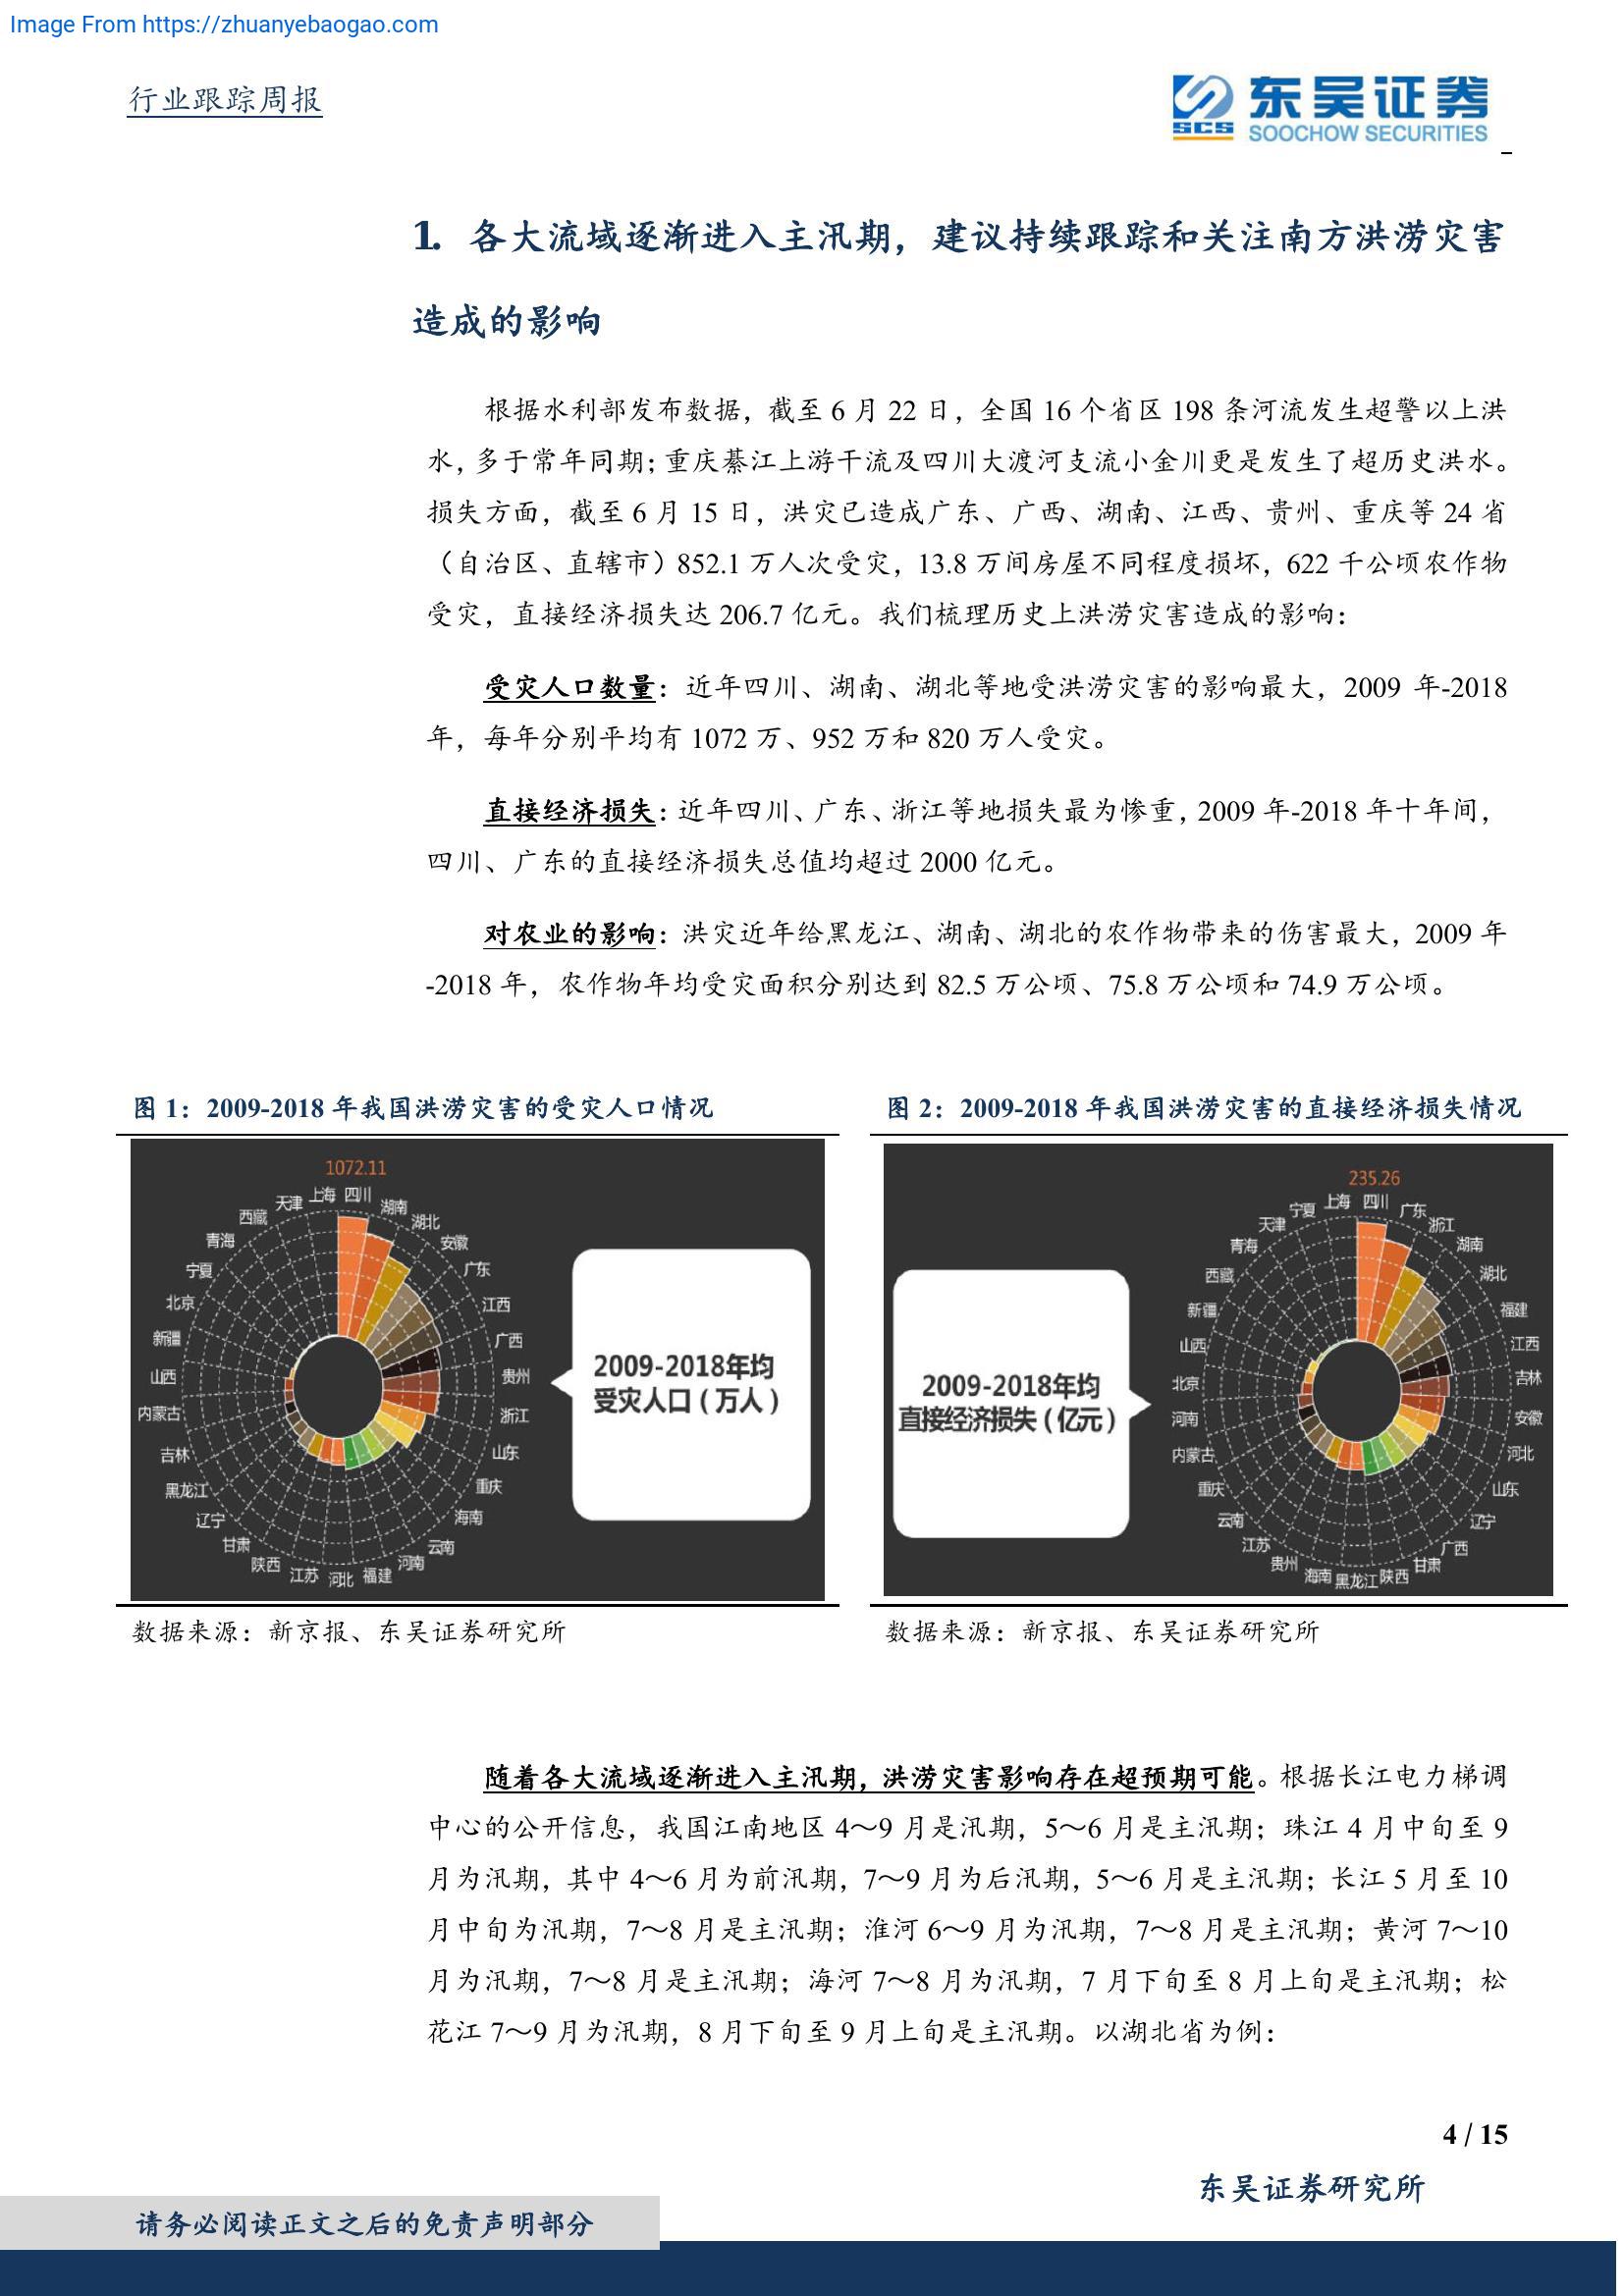 Image From https://zhuanyebaogao.com
行业跟踪周报
东吴证券
SCS
SOOCHOW SECURITIES
1. 各大流域逐渐进入主汛期，建议持续跟踪和关注南方洪涝灾害
造成的影响
根据水利部发布数据，截至 6 月 22 日，全国 16 个省区 198 条河流发生超警以上洪
水，多于常年同期；重庆綦江上游干流及四川大渡河支流小金川更是发生了超历史洪水。
损失方面，截至 6 月 15 日，洪灾已造成广东、广西、湖南、江西、贵州、重庆等 24 省
（自治区、直辖市）852.1 万人次受灾，13.8 万间房屋不同程度损坏，622 千公顷农作物
受灾，直接经济损失达 206.7 亿元。我们梳理历史上洪涝灾害造成的影响：
受灾人口数量：近年四川、湖南、湖北等地受洪涝灾害的影响最大，2009 年-2018
年，每年分别平均有 1072 万、952 万和 820 万人受灾。
直接经济损失：近年四川、广东、浙江等地损失最为惨重，2009 年-2018 年十年间，
四川、广东的直接经济损失总值均超过 2000 亿元。
对农业的影响：洪灾近年给黑龙江、湖南、湖北的农作物带来的伤害最大，2009 年
-2018 年，农作物年均受灾面积分别达到 82.5 万公顷、75.8 万公顷和 74.9 万公顷。
图 1：2009-2018 年我国洪涝灾害的受灾人口情况
1072.11
四川
湖南
湖北
安徽
广东
江西
广西
贵州
浙江
山东
重庆
海南
云南
河南
福建
河北
江苏
陕西
甘肃
辽宁
黑龙江
吉林
内蒙古
山西
新疆
北京
宁夏
青海
西藏
天津
上海
2009-2018年均
受灾人口（万人）
数据来源：新京报、东吴证券研究所
图 2：2009-2018 年我国洪涝灾害的直接经济损失情况
235.26
四川
广东
浙江
湖南
湖北
福建
江西
吉林
安徽
河北
山东
辽宁
广西
甘肃
陕西
黑龙江
海南
贵州
江苏
云南
重庆
内蒙古
河南
北京
山西
新疆
西藏
青海
天津
宁夏
上海
2009-2018年均
直接经济损失（亿元）
数据来源：新京报、东吴证券研究所
随着各大流域逐渐进入主汛期，洪涝灾害影响存在超预期可能。根据长江电力梯调
中心的公开信息，我国江南地区 4～9 月是汛期，5～6 月是主汛期；珠江 4 月中旬至 9
月为汛期，其中 4～6 月为前汛期，7～9 月为后汛期，5～6 月是主汛期；长江 5 月至 10
月中旬为汛期，7～8 月是主汛期；淮河 6～9 月为汛期，7～8 月是主汛期；黄河 7～10
月为汛期，7～8 月是主汛期；海河 7～8 月为汛期，7 月下旬至 8 月上旬是主汛期；松
花江 7～9 月为汛期，8 月下旬至 9 月上旬是主汛期。以湖北省为例：
4 / 15
东吴证券研究所
请务必阅读正文之后的免责声明部分